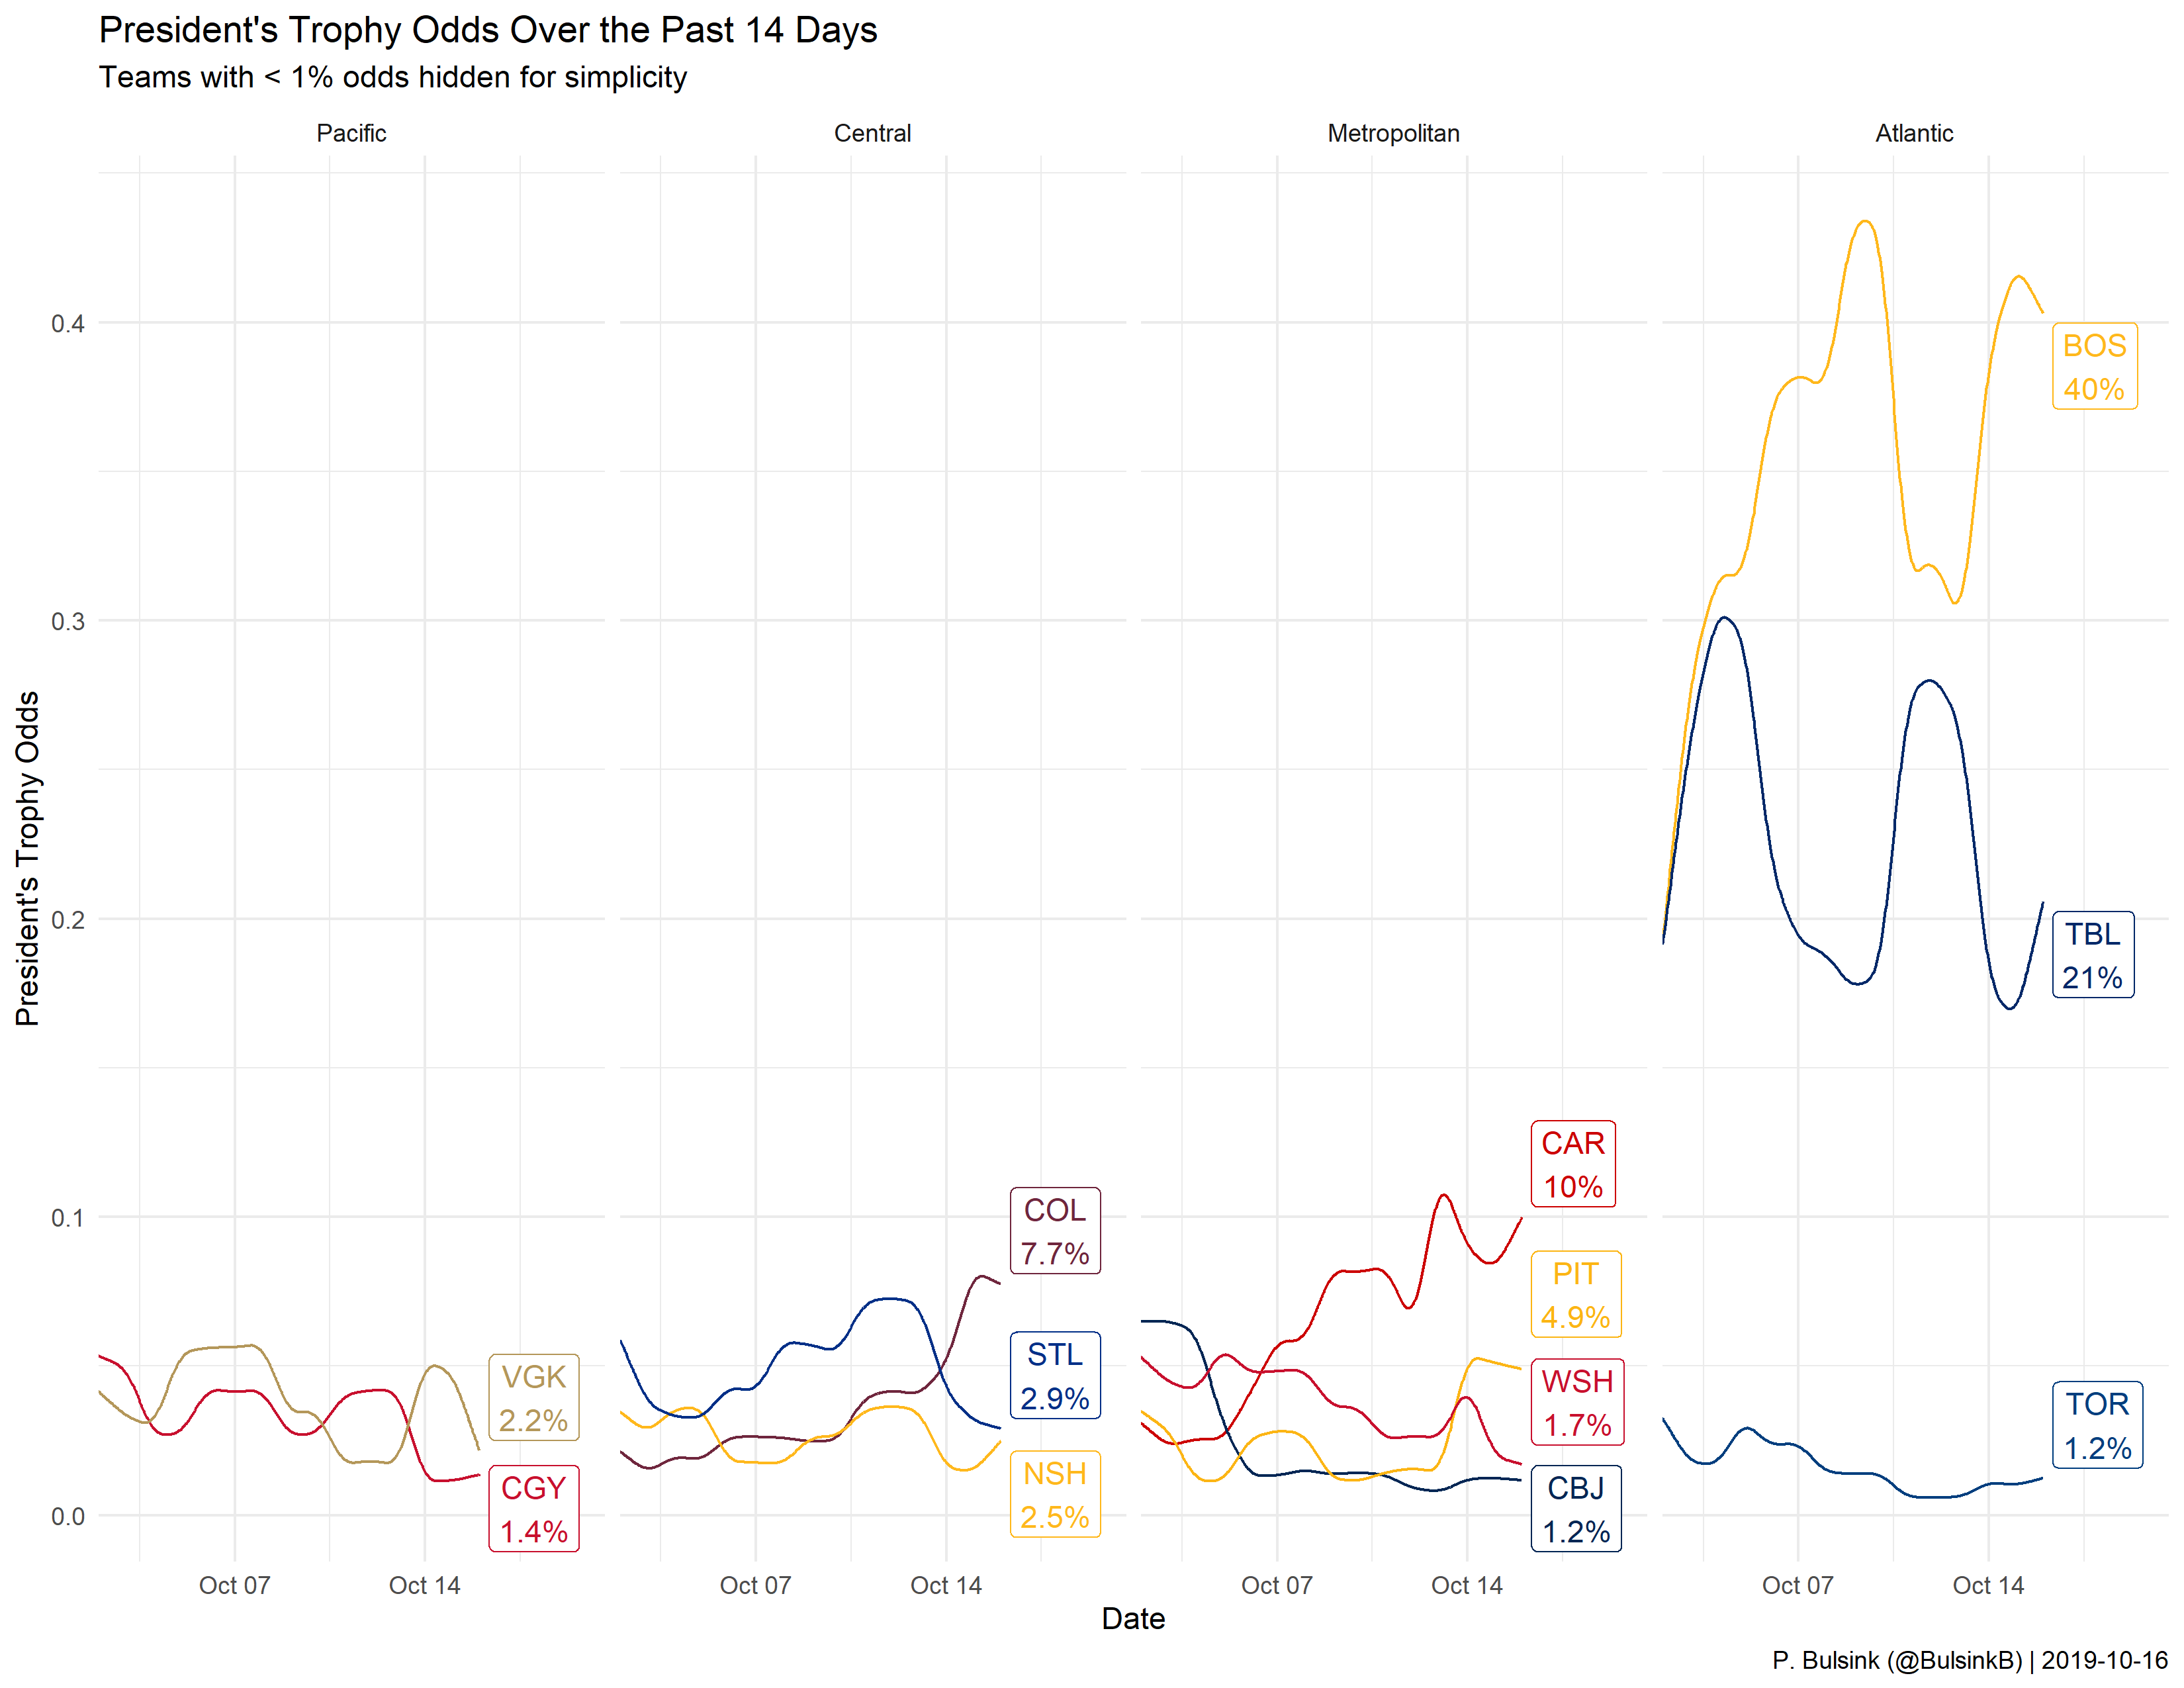 President's Trophy Odds Over the Past 14 Days
Teams with < 1% odds hidden for simplicity
Pacific
Central
Metropolitan
Atlantic
President's Trophy Odds
0.4
0.3
0.2
0.1
0.0
VGK
2.2%
CGY
1.4%
COL
7.7%
STL
2.9%
NSH
2.5%
CAR
10%
PIT
4.9%
WSH
1.7%
CBJ
1.2%
BOS
40%
TBL
21%
TOR
1.2%
Oct 07
Oct 14
Oct 07
Oct 14
Oct 07
Oct 14
Oct 07
Oct 14
Date
P. Bulsink (@BulsinkB) | 2019-10-16